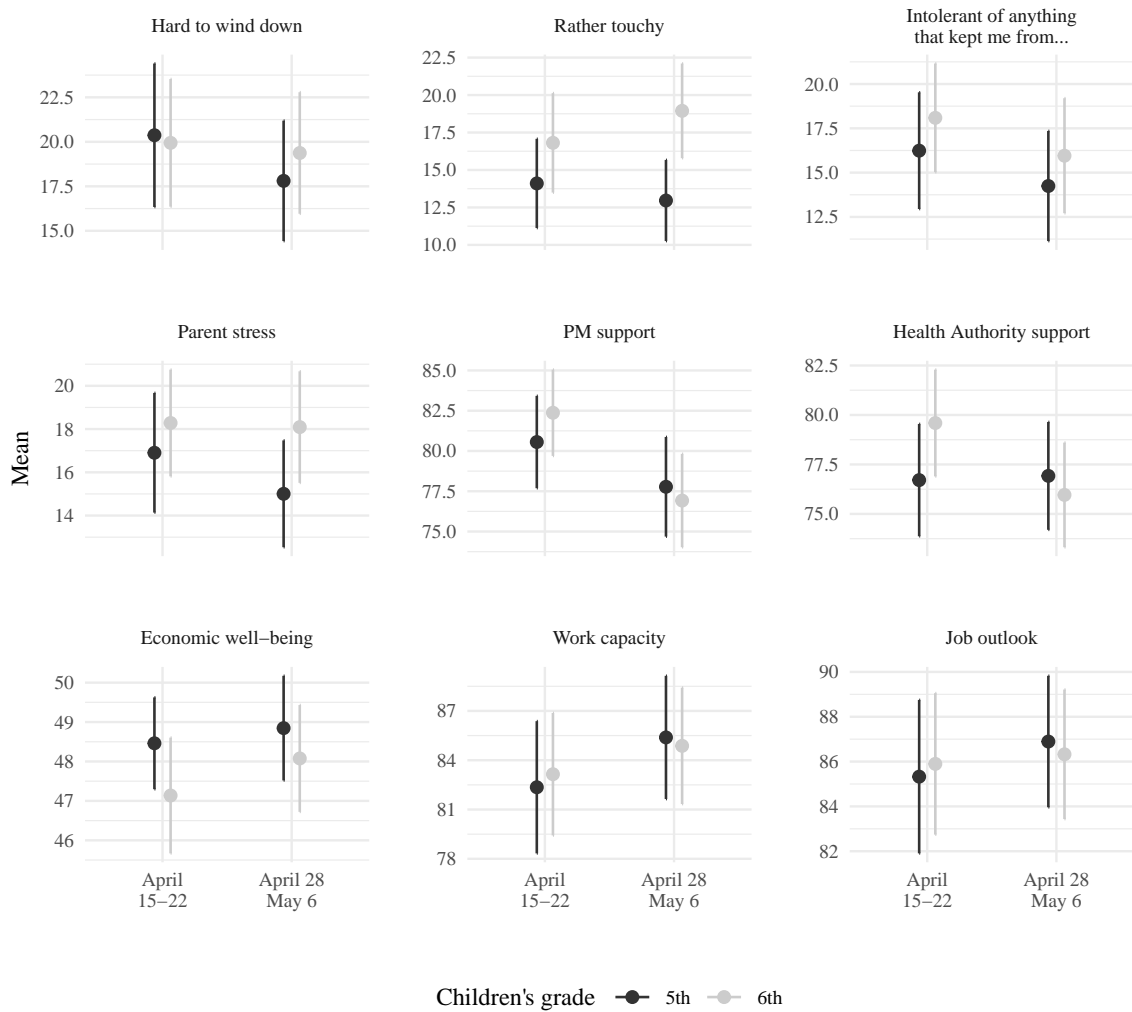 Hard to wind down
Rather touchy
Intolerant of anything
that kept me from...
22.5
20.0
17.5
15.0
22.5
20.0
17.5
15.0
12.5
10.0
20.0
17.5
15.0
12.5
Parent stress
PM support
Health Authority support
20
18
16
14
85.0
82.5
80.0
77.5
75.0
82.5
80.0
77.5
75.0
Mean
Economic well−being
Work capacity
Job outlook
50
49
48
47
46
87
84
81
78
90
88
86
84
82
April
15−22
April 28
May 6
April
15−22
April 28
May 6
April
15−22
April 28
May 6
Children's grade 5th 6th